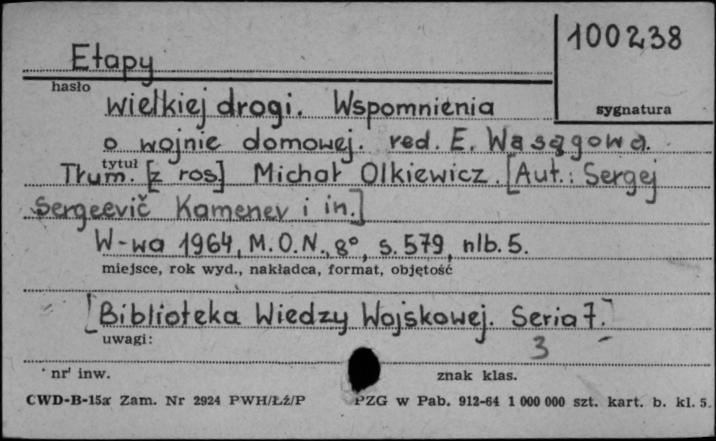 100238
Etapy
hasło
wielkiej drogi. Wspomnienia
sygnatura
o wojnie domowej. red. E. Wasągowa.
tytuł
Tłum. [z ros.] Michał Olkiewicz. [Aut.: Sergej
Sergeevič Kamenev i in.]
W-wa 1964, M.O.N., 8°, s. 579, nlb. 5.
miejsce, rok wyd., nakładca, format, objętość
[Biblioteka Wiedzy Wojskowej. Seria 7.]
uwagi:
3
nr inw.
znak klas.
CWD-B-15a Zam. Nr 2924 PWH/Łż/P PZG w Pab. 912-64 1 000 000 szt. kart. b. kl. 5.